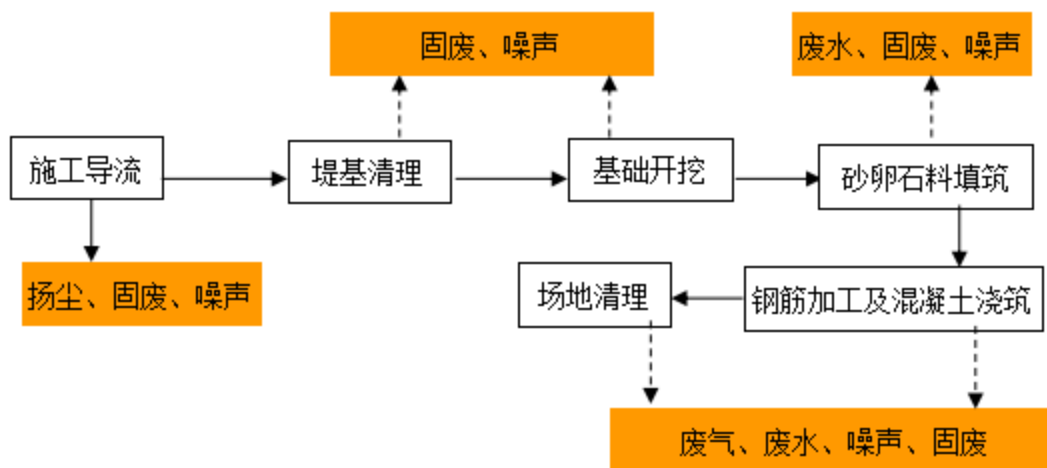 固废、噪声
废水、固废、噪声
施工导流
堤基清理
基础开挖
砂卵石料填筑
扬尘、固废、噪声
场地清理
钢筋加工及混凝土浇筑
废气、废水、噪声、固废